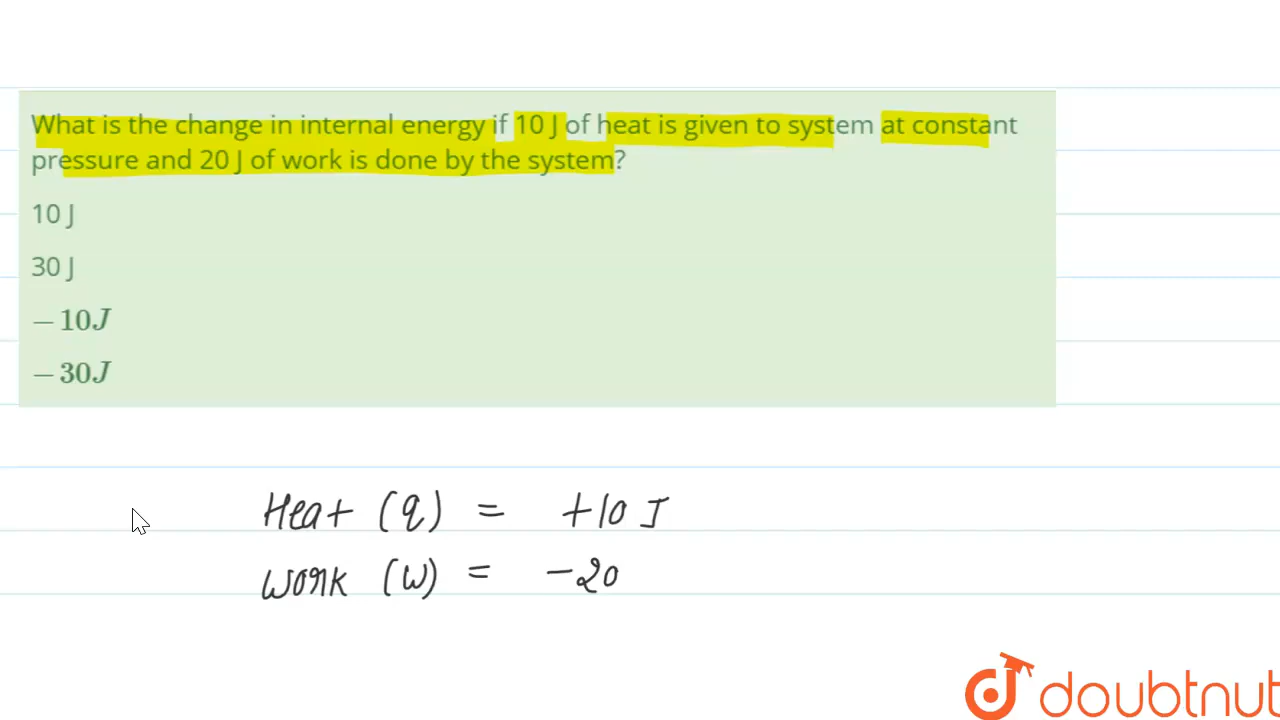 What is the change in internal energy if 10 J of heat is given to system at constant
pressure and 20 J of work is done by the system?
10 J
30 J
−10J
−30J
Heat (q) = +10 J
Work (W) = −20
doubtnut